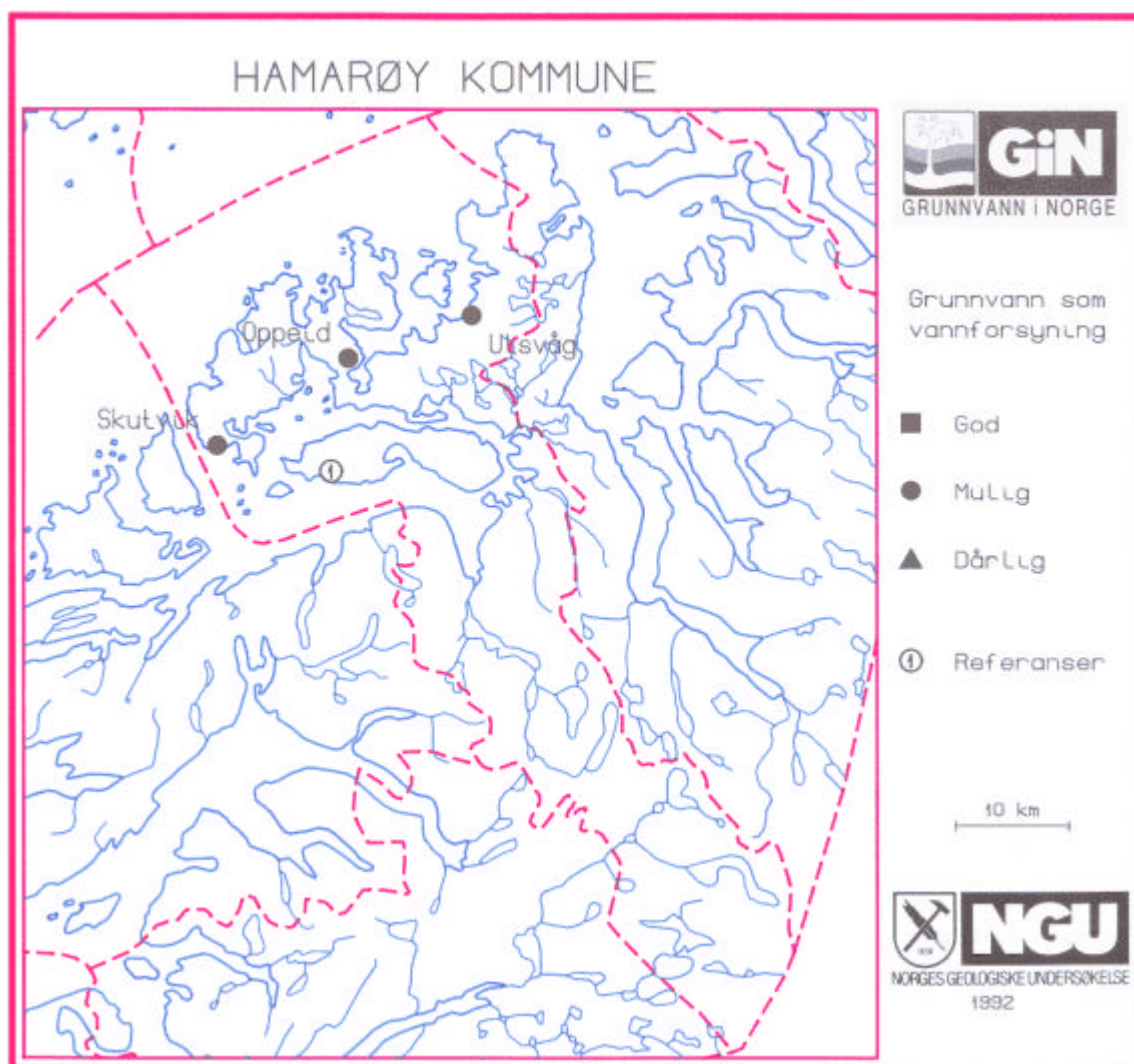 HAMARØY KOMMUNE
GiN
GRUNNVANN i NORGE
Grunnvann som
vannforsyning
Oppeid
Ulsvåg
Skutvik
God
Mulig
Dårlig
1
1 Referanser
10 km
NGU
NORGES GEOLOGISKE UNDERSØKELSE
1992